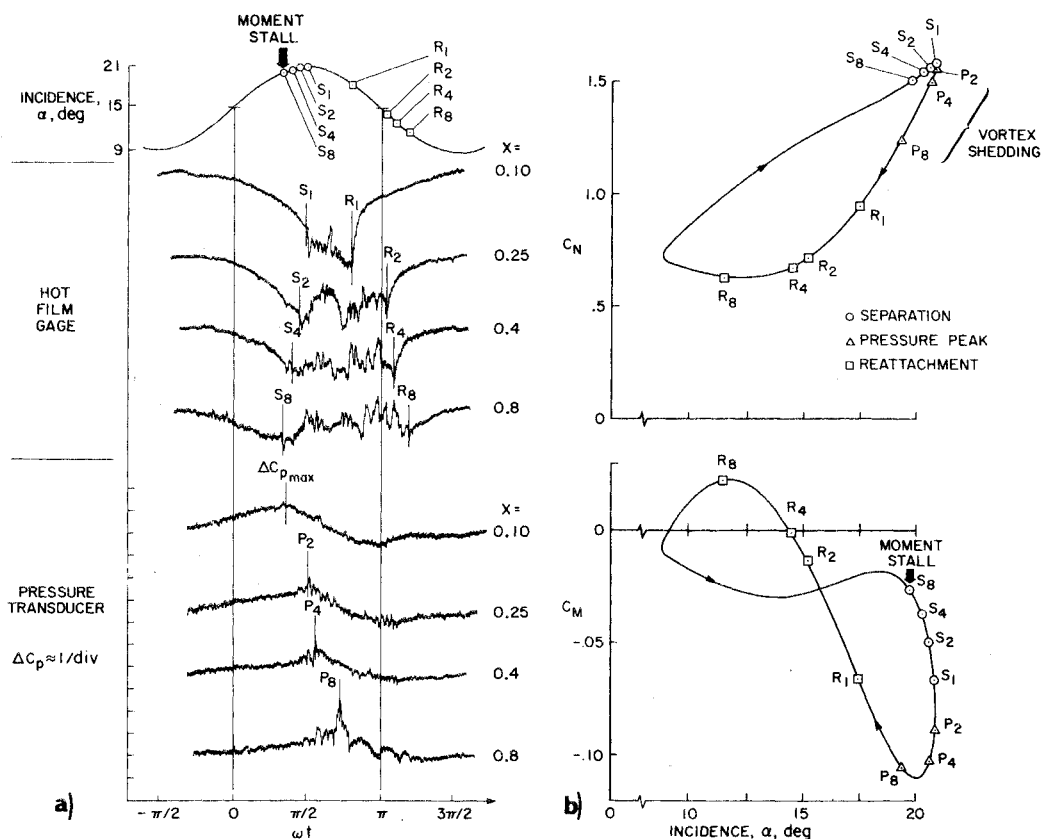 MOMENT
STALL
21
15
9
INCIDENCE,
α, deg
S1
S2
S4
S8
R1
R2
R4
R8
X=
0.10
S1
R1
0.25
S2
R2
HOT
FILM
GAGE
0.4
S4
R4
0.8
S8
R8
ΔCpmax
X=
0.10
P2
PRESSURE
TRANSDUCER
0.25
P4
ΔCp≈1/div
0.4
P8
0.8
a)
-π/2
0
π/2
π
3π/2
ωt
1.5
1.0
CN
.5
0
S8
S4
S2
S1
P2
P4
P8
VORTEX
SHEDDING
R1
R2
R4
R8
○ SEPARATION
△ PRESSURE PEAK
□ REATTACHMENT
0
CM
-.05
-.10
R8
R4
R2
R1
MOMENT
STALL
S8
S4
S2
S1
P2
P4
P8
b)
0
10
15
20
INCIDENCE, α, deg